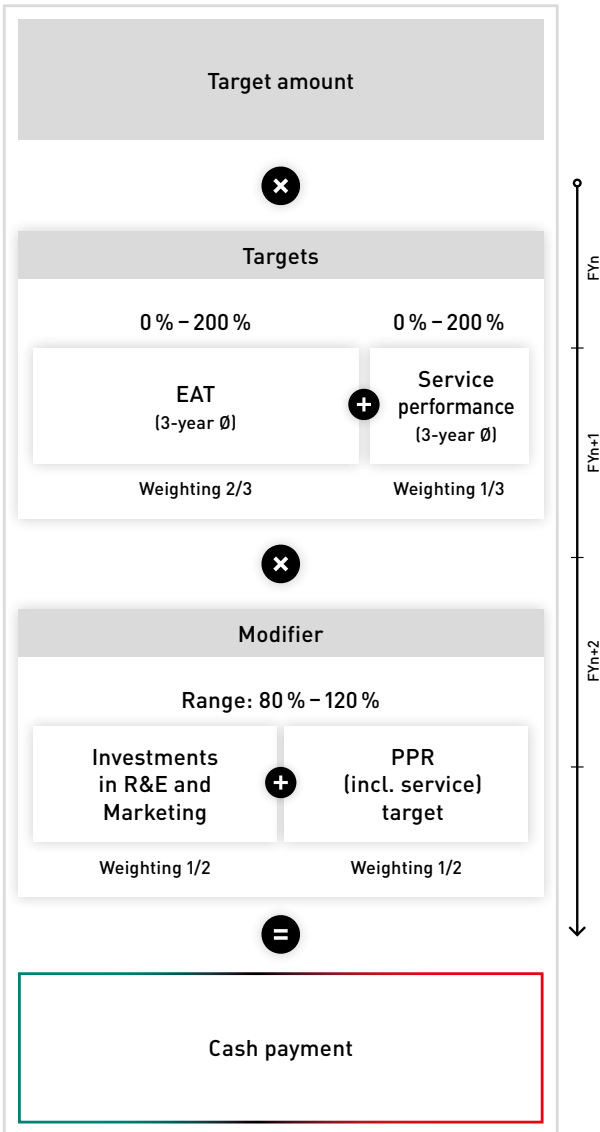 Target amount
×
Targets
0 % – 200 % 0 % – 200 %
EAT
(3-year Ø)
+
Service
performance
(3-year Ø)
Weighting 2/3 Weighting 1/3
×
Modifier
Range: 80 % – 120 %
Investments
in R&E and
Marketing
+
PPR
(incl. service)
target
Weighting 1/2 Weighting 1/2
=
Cash payment
FYn
FYn+1
FYn+2